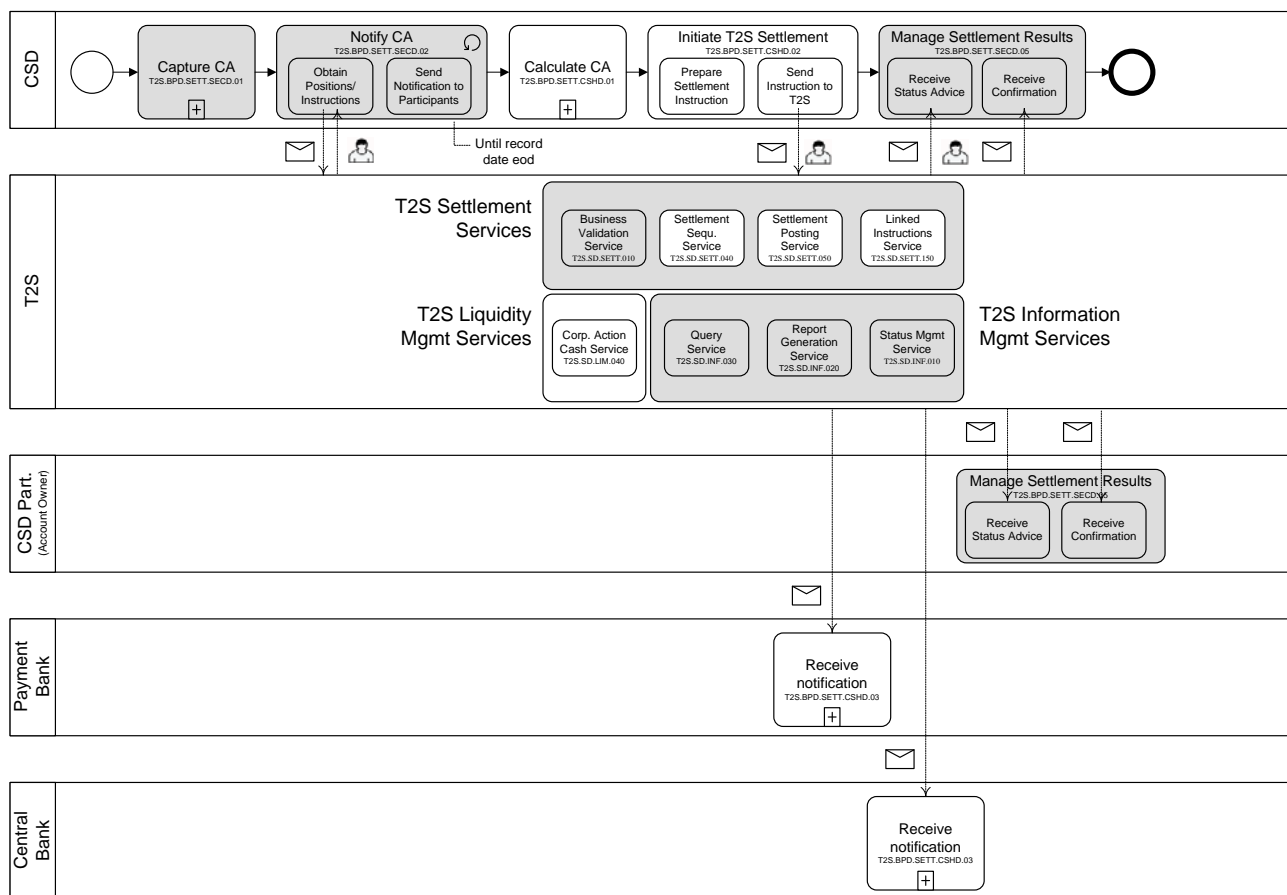 CSD
Capture CA
T2S.BPD.SETT.SECD.01
+
Notify CA
T2S.BPD.SETT.SECD.02
Obtain
Positions/
Instructions
Send
Notification to
Participants
Calculate CA
T2S.BPD.SETT.CSHD.01
+
Initiate T2S Settlement
T2S.BPD.SETT.CSHD.02
Prepare
Settlement
Instruction
Send
Instruction to
T2S
Manage Settlement Results
T2S.BPD.SETT.SECD.05
Receive
Status Advice
Receive
Confirmation
Until record
date eod
T2S
T2S Settlement
Services
Business
Validation
Service
T2S.SD.SETT.010
Settlement
Sequ.
Service
T2S.SD.SETT.040
Settlement
Posting
Service
T2S.SD.SETT.050
Linked
Instructions
Service
T2S.SD.SETT.150
T2S Liquidity
Mgmt Services
Corp. Action
Cash Service
T2S.SD.LIM.040
Query
Service
T2S.SD.INF.030
Report
Generation
Service
T2S.SD.INF.020
Status Mgmt
Service
T2S.SD.INF.010
T2S Information
Mgmt Services
CSD Part.
(Account Owner)
Manage Settlement Results
T2S.BPD.SETT.SECD.05
Receive
Status Advice
Receive
Confirmation
Payment
Bank
Receive
notification
T2S.BPD.SETT.CSHD.03
+
Central
Bank
Receive
notification
T2S.BPD.SETT.CSHD.03
+